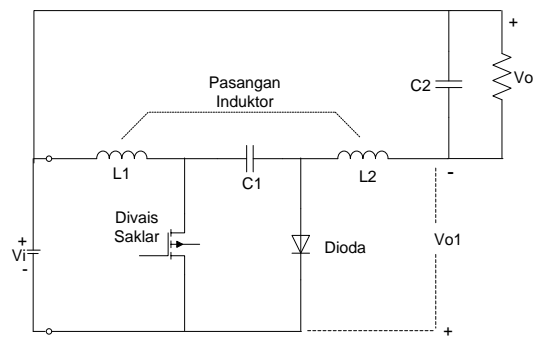 +
Pasangan
Induktor
C2
Vo
L1
C1
L2
-
Divais
Saklar
Dioda
+
Vi
-
Vo1
+